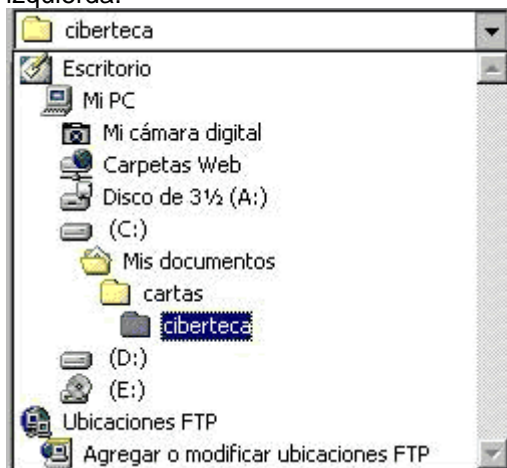 izquierda.
ciberteca
Escritorio
Mi PC
Mi cámara digital
Carpetas Web
Disco de 3½ (A:)
(C:)
Mis documentos
cartas
ciberteca
(D:)
(E:)
Ubicaciones FTP
Agregar o modificar ubicaciones FTP